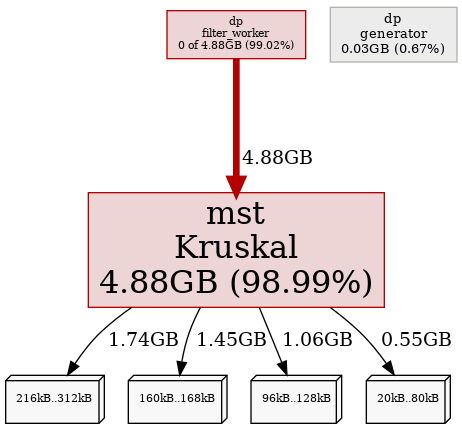 dp
filter_worker
0 of 4.88GB (99.02%)
dp
generator
0.03GB (0.67%)
4.88GB
mst
Kruskal
4.88GB (98.99%)
1.74GB
1.45GB
1.06GB
0.55GB
216kB..312kB
160kB..168kB
96kB..128kB
20kB..80kB